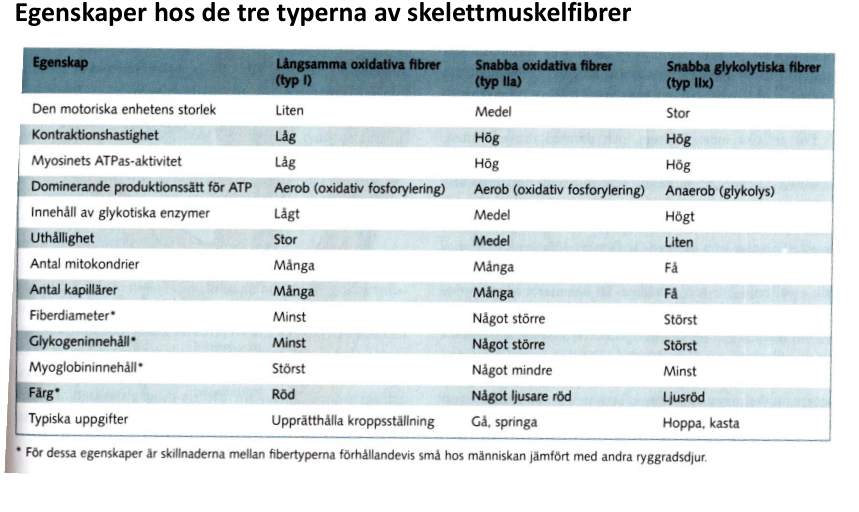 Egenskaper hos de tre typerna av skelettmuskelfibrer
Egenskap Långsamma oxidativa fibrer (typ I) Snabba oxidativa fibrer (typ IIa) Snabba glykolytiska fibrer (typ IIx)
Den motoriska enhetens storlek Liten Medel Stor
Kontraktionshastighet Låg Hög Hög
Myosinets ATPas-aktivitet Låg Hög Hög
Dominerande produktionssätt för ATP Aerob (oxidativ fosforylering) Aerob (oxidativ fosforylering) Anaerob (glykolys)
Innehåll av glykotiska enzymer Lågt Medel Högt
Uthållighet Stor Medel Liten
Antal mitokondrier Många Många Få
Antal kapillärer Många Många Få
Fiberdiameter* Minst Något större Störst
Glykogeninnehåll* Minst Något större Störst
Myoglobininnehåll* Störst Något mindre Minst
Färg* Röd Något ljusare röd Ljusröd
Typiska uppgifter Upprätthålla kroppsställning Gå, springa Hoppa, kasta
* För dessa egenskaper är skillnaderna mellan fibertyperna förhållandevis små hos människan jämfört med andra ryggradsdjur.